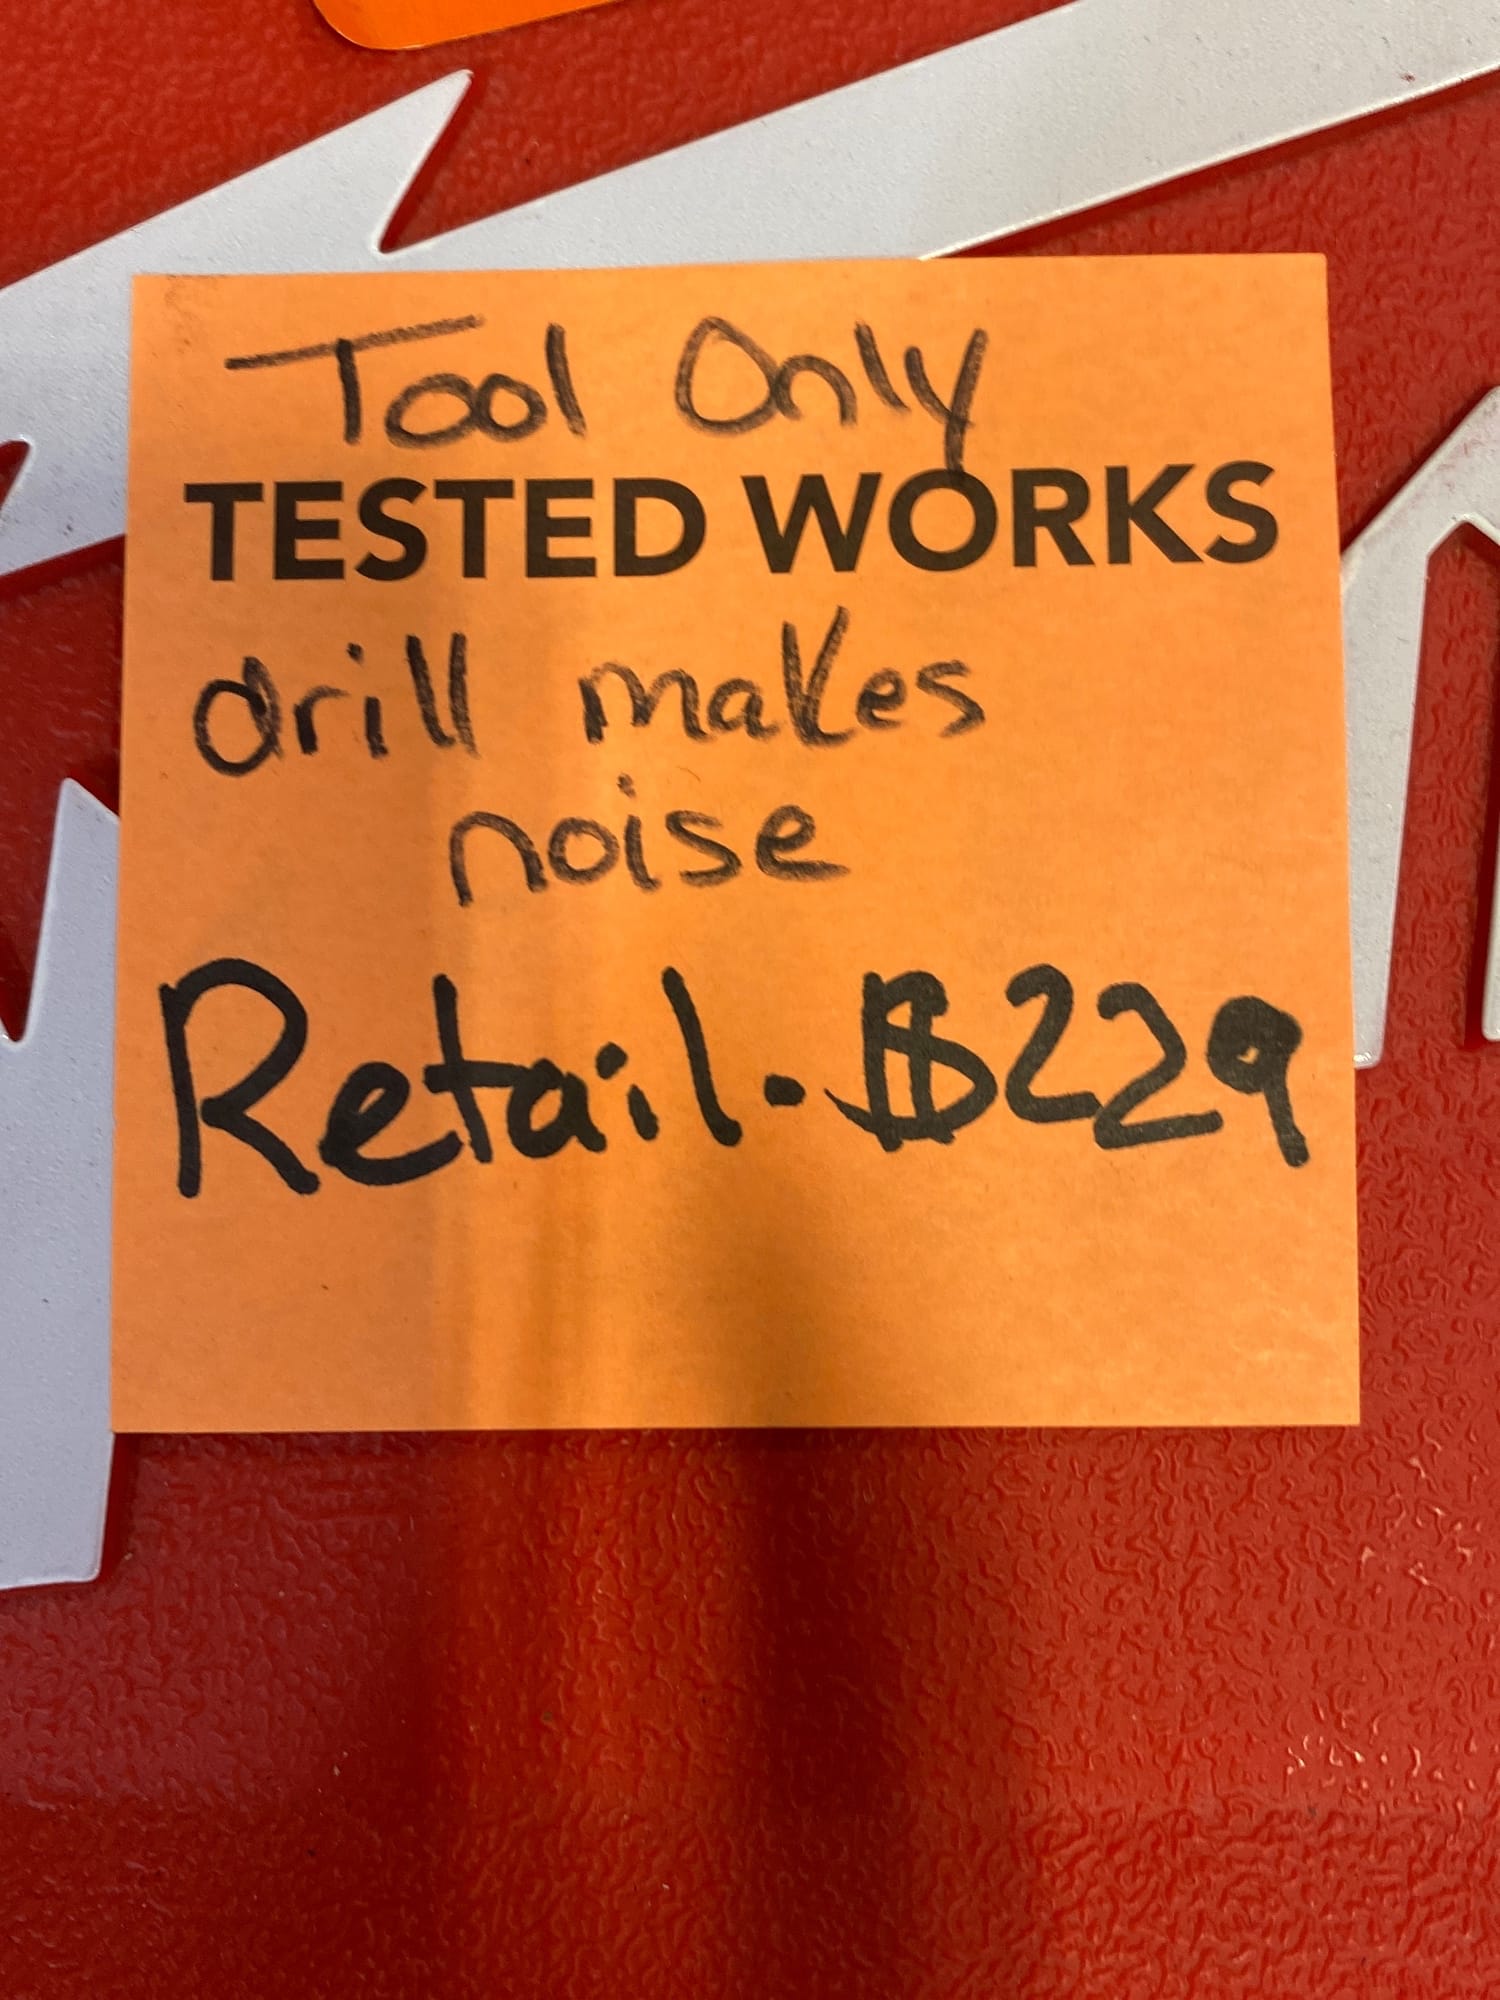 Tool Only
TESTED WORKS
drill makes
noise
Retail. $229